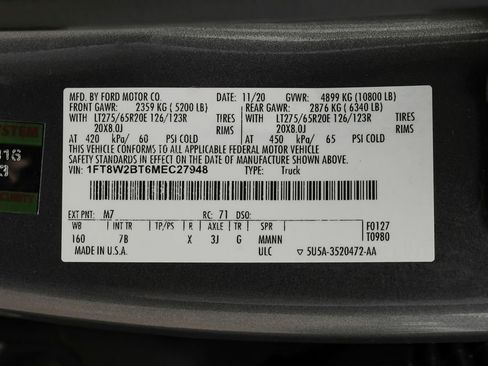 MFD. BY FORD MOTOR CO. DATE: 11/20 GVWR: 4899 KG (10800 LB)
FRONT GAWR: 2359 KG ( 5200 LB) REAR GAWR: 2876 KG ( 6340 LB)
WITH LT275/65R20E 126/123R TIRES WITH LT275/65R20E 126/123R TIRES
20X8.0J RIMS 20X8.0J RIMS
AT 420 kPa/ 60 PSI COLD AT 450 kPa/ 65 PSI COLD
THIS VEHICLE CONFORMS TO ALL APPLICABLE FEDERAL MOTOR VEHICLE
SAFETY STANDARDS IN EFFECT ON THE DATE OF MANUFACTURE SHOWN ABOVE.
VIN: 1FT8W2BT6MEC27948 TYPE: Truck
EXT PNT: M7 RC: 71 DSO:
WB INT TR TP/PS R AXLE TR F0127
160 7B X 3J G MMNN T0980
MADE IN U.S.A. ULC ▽ 5U5A-3520472-AA